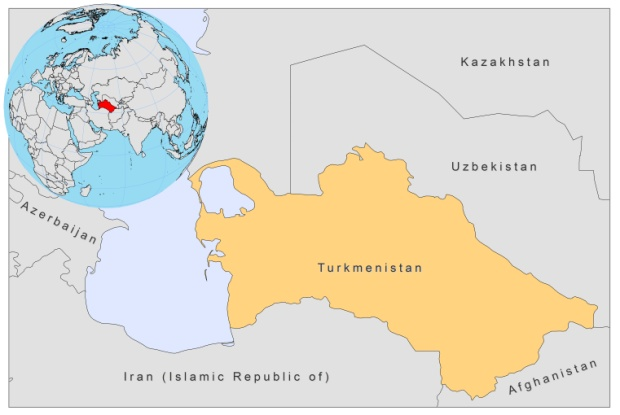 Kazakhstan
Uzbekistan
Azerbaijan
Turkmenistan
Iran (Islamic Republic of)
Afghanistan